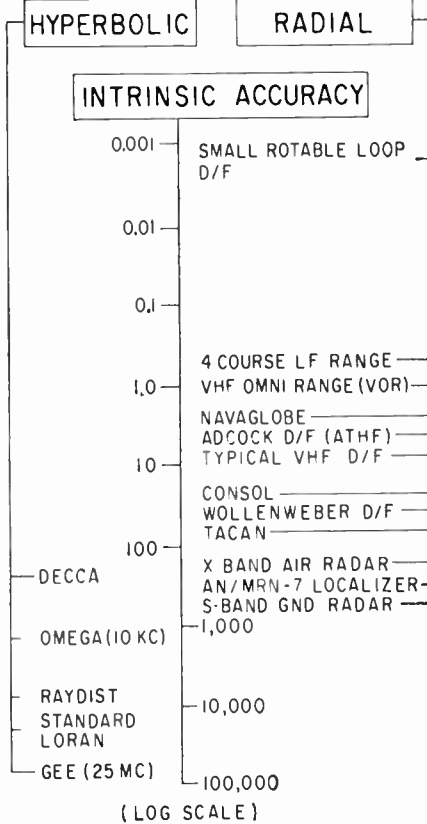 HYPERBOLIC
RADIAL
INTRINSIC ACCURACY
0.001
SMALL ROTABLE LOOP
D/F
0.01
0.1
4 COURSE LF RANGE
1.0
VHF OMNI RANGE (VOR)
NAVAGLOBE
ADCOCK D/F (ATHF)
TYPICAL VHF D/F
10
CONSOL
WOLLENWEBER D/F
TACAN
100
X BAND AIR RADAR
DECCA
AN/MRN-7 LOCALIZER
S-BAND GND RADAR
1,000
OMEGA (10 KC)
RAYDIST
10,000
STANDARD
LORAN
GEE (25 MC)
100,000
(LOG SCALE)